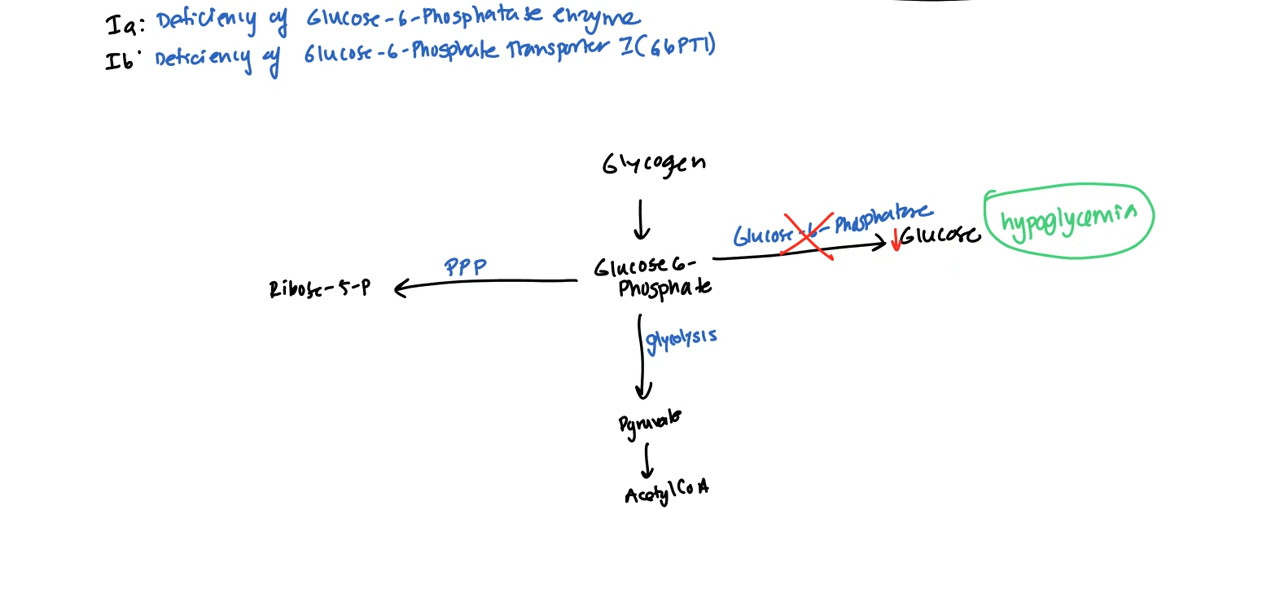 Ia: Deficiency of Glucose-6-Phosphatase enzyme
Ib: Deficiency of Glucose-6-Phosphate Transporter I (G6PT1)
Glycogen
Glucose-6-Phosphatase
↓Glucose
hypoglycemia
PPP
Ribose-5-P
Glucose 6-
Phosphate
glycolysis
Pyruvate
Acetyl CoA